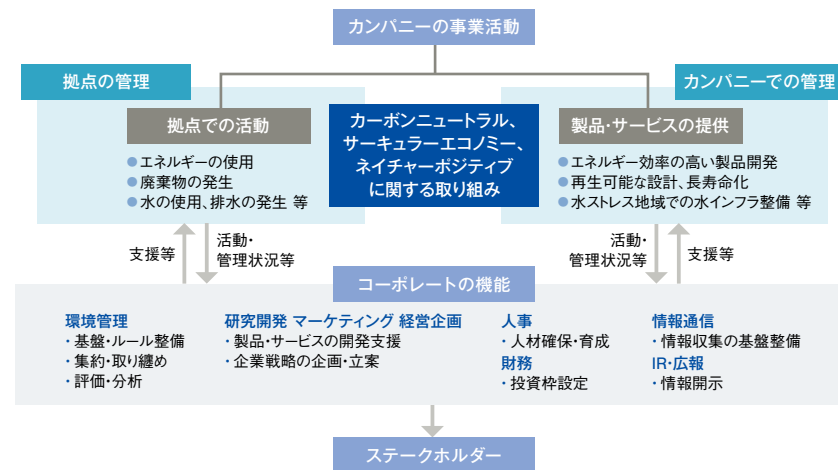 カンパニーの事業活動
拠点の管理
カンパニーでの管理
拠点での活動
●エネルギーの使用
●廃棄物の発生
●水の使用、排水の発生 等
カーボンニュートラル、
サーキュラーエコノミー、
ネイチャーポジティブ
に関する取り組み
製品・サービスの提供
●エネルギー効率の高い製品開発
●再生可能な設計、長寿命化
●水ストレス地域での水インフラ整備 等
支援等
活動・
管理状況等
活動・
管理状況等
支援等
コーポレートの機能
環境管理
・基盤・ルール整備
・集約・取り纏め
・評価・分析
研究開発 マーケティング 経営企画
・製品・サービスの開発支援
・企業戦略の企画・立案
人事
・人材確保・育成
財務
・投資枠設定
情報通信
・情報収集の基盤整備
IR・広報
・情報開示
ステークホルダー